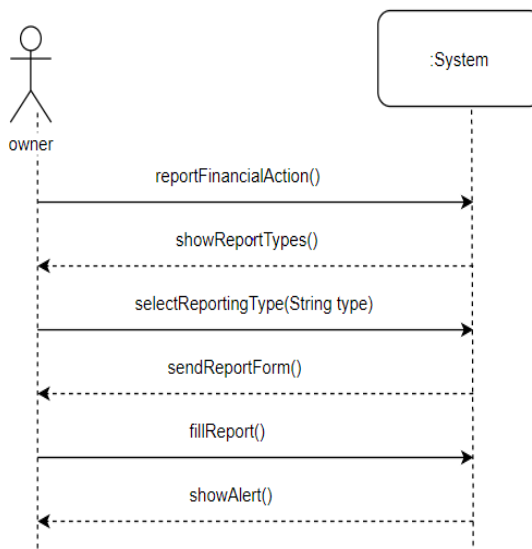 :System
owner
reportFinancialAction()
showReportTypes()
selectReportingType(String type)
sendReportForm()
fillReport()
showAlert()